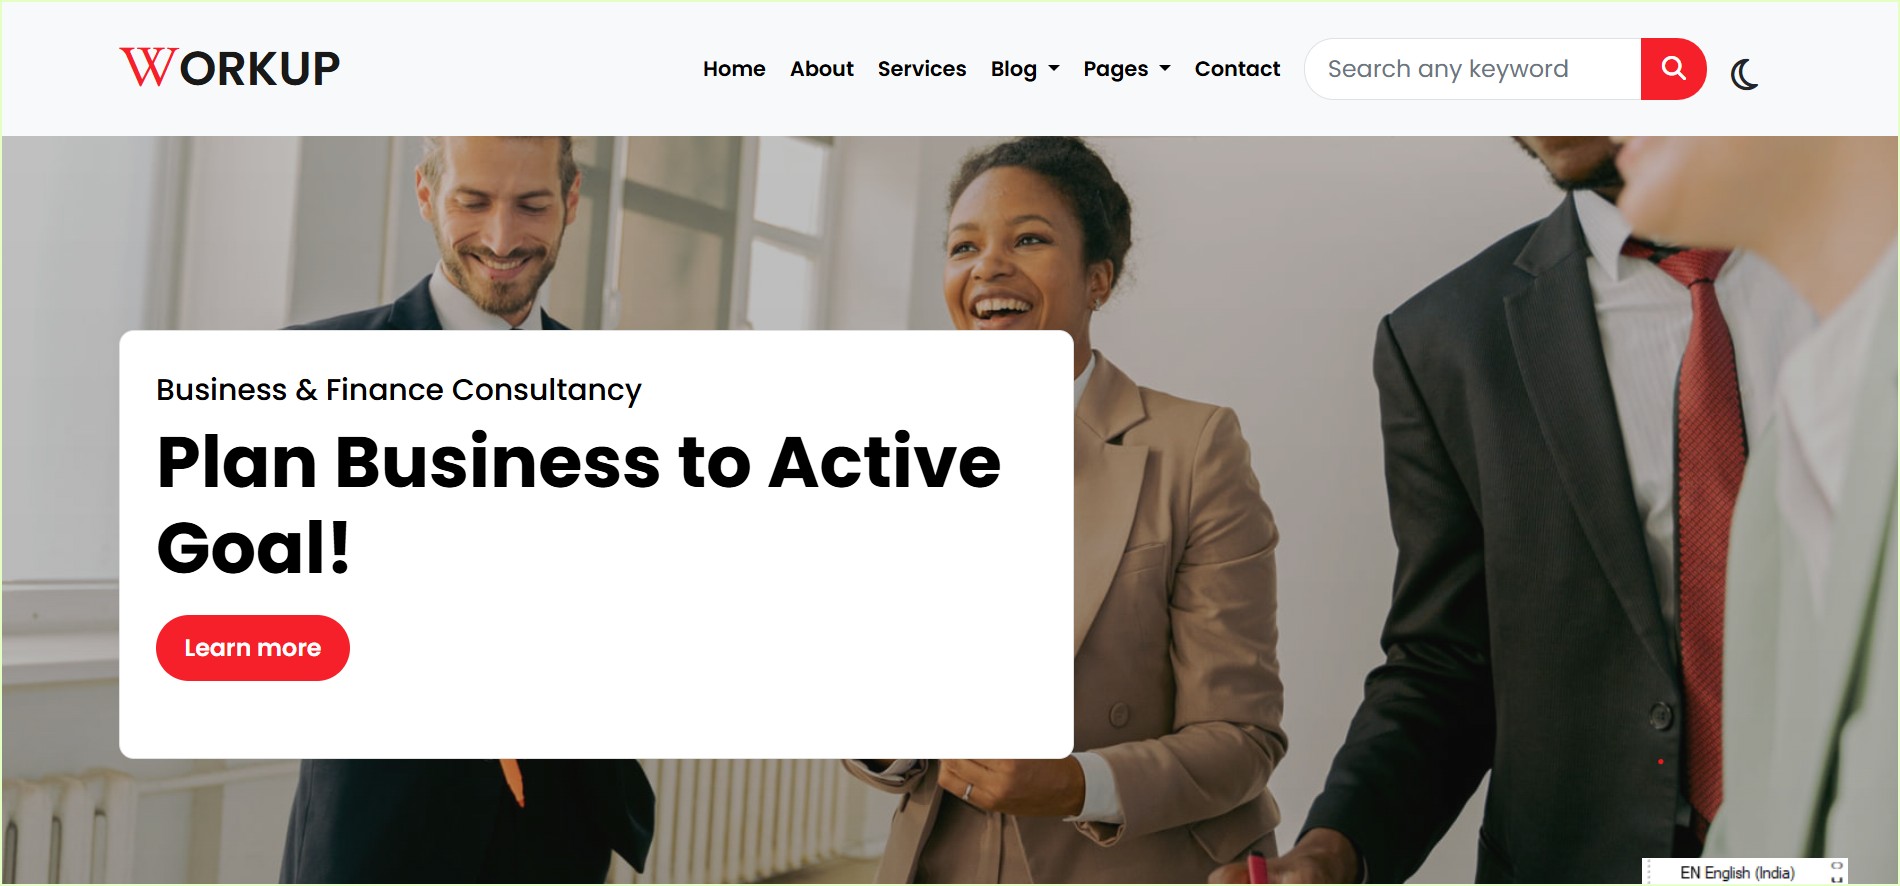 WORKUP
Home About Services Blog Pages Contact Search any keyword
Business & Finance Consultancy
Plan Business to Active
Goal!
Learn more
EN English (India)